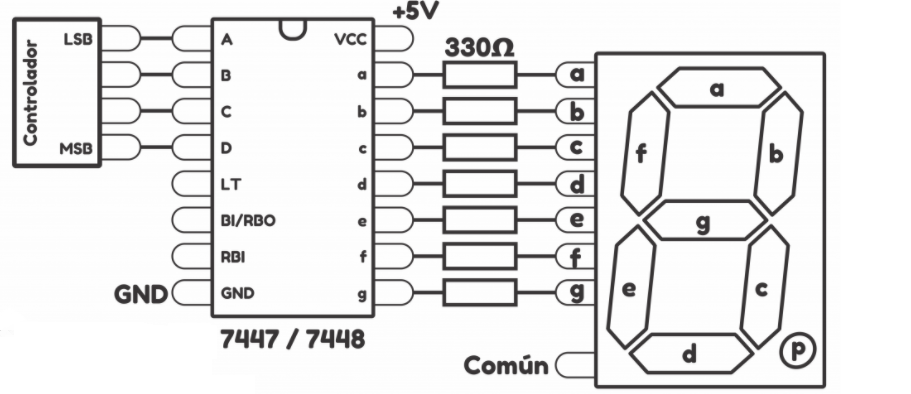 +5V
Controlador
LSB
MSB
A
B
C
D
LT
BI/RBO
RBI
GND
GND
VCC
a
b
c
d
e
f
g
7447 / 7448
330Ω
a
b
c
d
e
f
g
Común
a
f
b
g
e
c
d
p